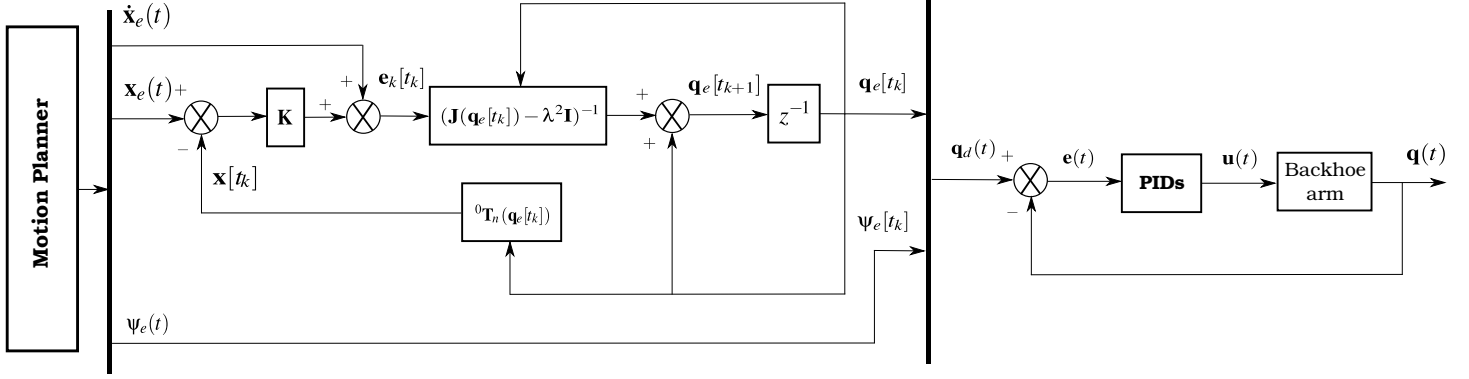 Motion Planner
ẋₑ(t)
xₑ(t)
+
−
x[tₖ]
K
+
+
eₖ[tₖ]
(J(qₑ[tₖ]) − λ²I)⁻¹
⁰Tₙ(qₑ[tₖ])
+
+
qₑ[tₖ₊₁]
z⁻¹
qₑ[tₖ]
ψₑ(t)
ψₑ[tₖ]
q_d(t)
+
−
e(t)
PIDs
u(t)
Backhoe
arm
q(t)